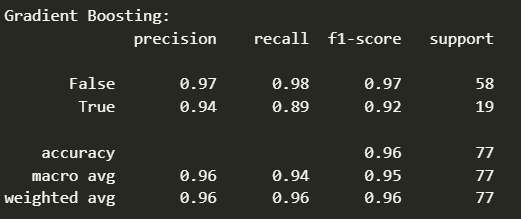 Gradient Boosting:
precision recall f1-score support
False 0.97 0.98 0.97 58
True 0.94 0.89 0.92 19
accuracy 0.96 77
macro avg 0.96 0.94 0.95 77
weighted avg 0.96 0.96 0.96 77